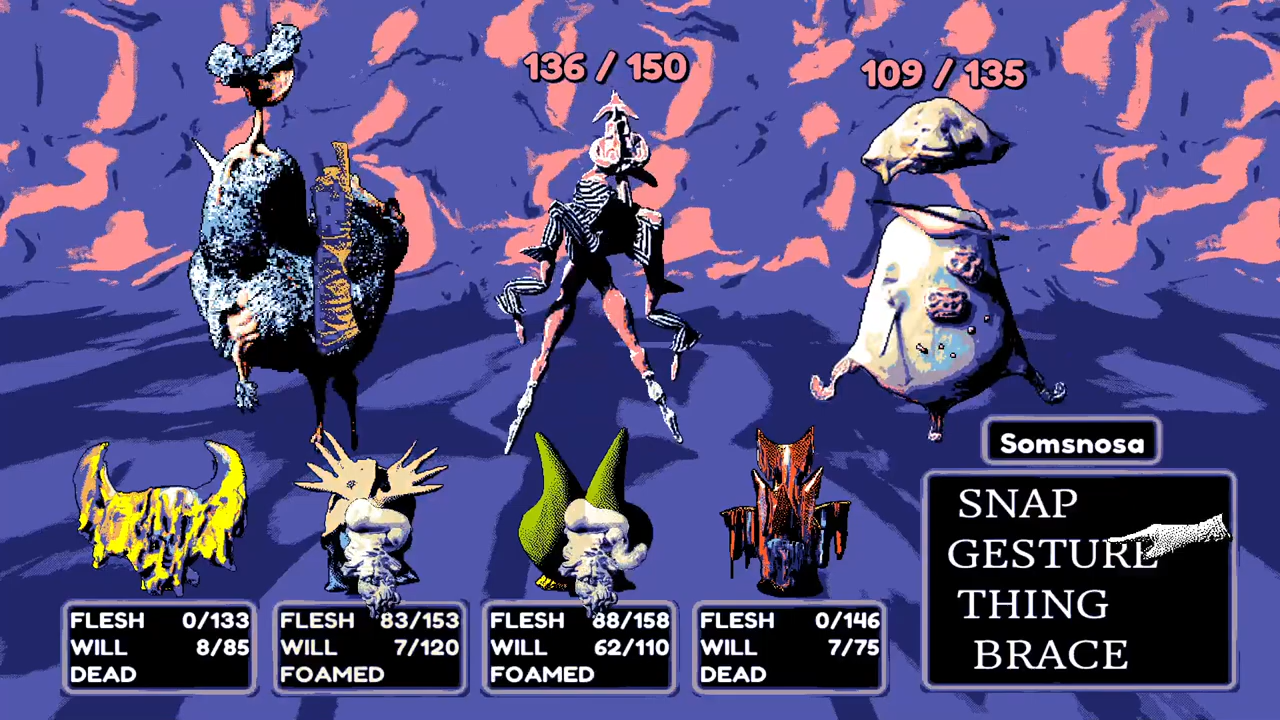 136 / 150
109 / 135
Somsnosa
SNAP
GESTURE
THING
BRACE
FLESH 0/133
WILL 8/85
DEAD
FLESH 83/153
WILL 7/120
FOAMED
FLESH 88/158
WILL 62/110
FOAMED
FLESH 0/146
WILL 7/75
DEAD